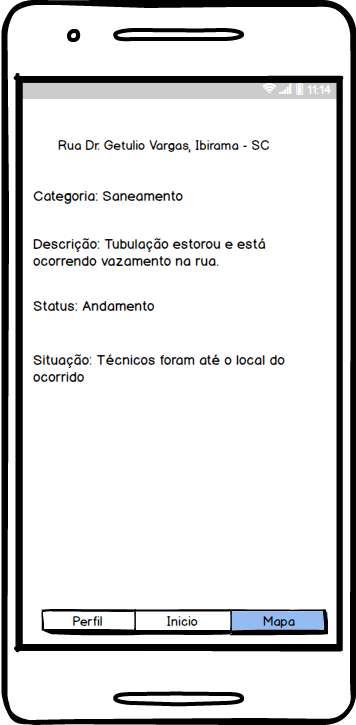 11:14
Rua Dr. Getulio Vargas, Ibirama - SC
Categoria: Saneamento
Descrição: Tubulação estorou e está
ocorrendo vazamento na rua.
Status: Andamento
Situação: Técnicos foram até o local do
ocorrido
Perfil Inicio Mapa